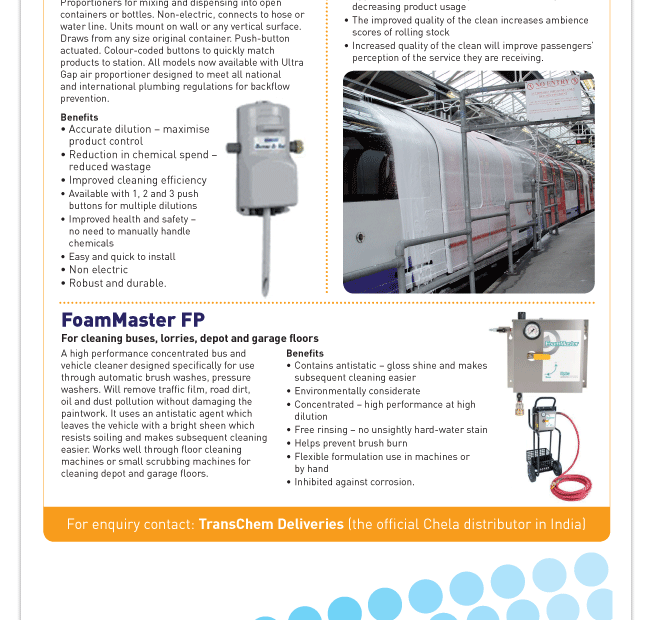 Proportioners for mixing and dispensing into open
containers or bottles. Non-electric, connects to hose or
water line. Units mount on wall or any vertical surface.
Draws from any size original container. Push-button
actuated. Colour-coded buttons to quickly match
products to station. All models now available with Ultra
Gap air proportioner designed to meet all national
and international plumbing regulations for backflow
prevention.
Benefits
• Accurate dilution – maximise
product control
• Reduction in chemical spend –
reduced wastage
• Improved cleaning efficiency
• Available with 1, 2 and 3 push
buttons for multiple dilutions
• Improved health and safety –
no need to manually handle
chemicals
• Easy and quick to install
• Non electric
• Robust and durable.
decreasing product usage
• The improved quality of the clean increases ambience
scores of rolling stock
• Increased quality of the clean will improve passengers'
perception of the service they are receiving.
NO ENTRY
FoamMaster FP
For cleaning buses, lorries, depot and garage floors
A high performance concentrated bus and
vehicle cleaner designed specifically for use
through automatic brush washes, pressure
washers. Will remove traffic film, road dirt,
oil and dust pollution without damaging the
paintwork. It uses an antistatic agent which
leaves the vehicle with a bright sheen which
resists soiling and makes subsequent cleaning
easier. Works well through floor cleaning
machines or small scrubbing machines for
cleaning depot and garage floors.
Benefits
• Contains antistatic – gloss shine and makes
subsequent cleaning easier
• Environmentally considerate
• Concentrated – high performance at high
dilution
• Free rinsing – no unsightly hard-water stain
• Helps prevent brush burn
• Flexible formulation use in machines or
by hand
• Inhibited against corrosion.
FoamMaster
For enquiry contact: TransChem Deliveries (the official Chela distributor in India)